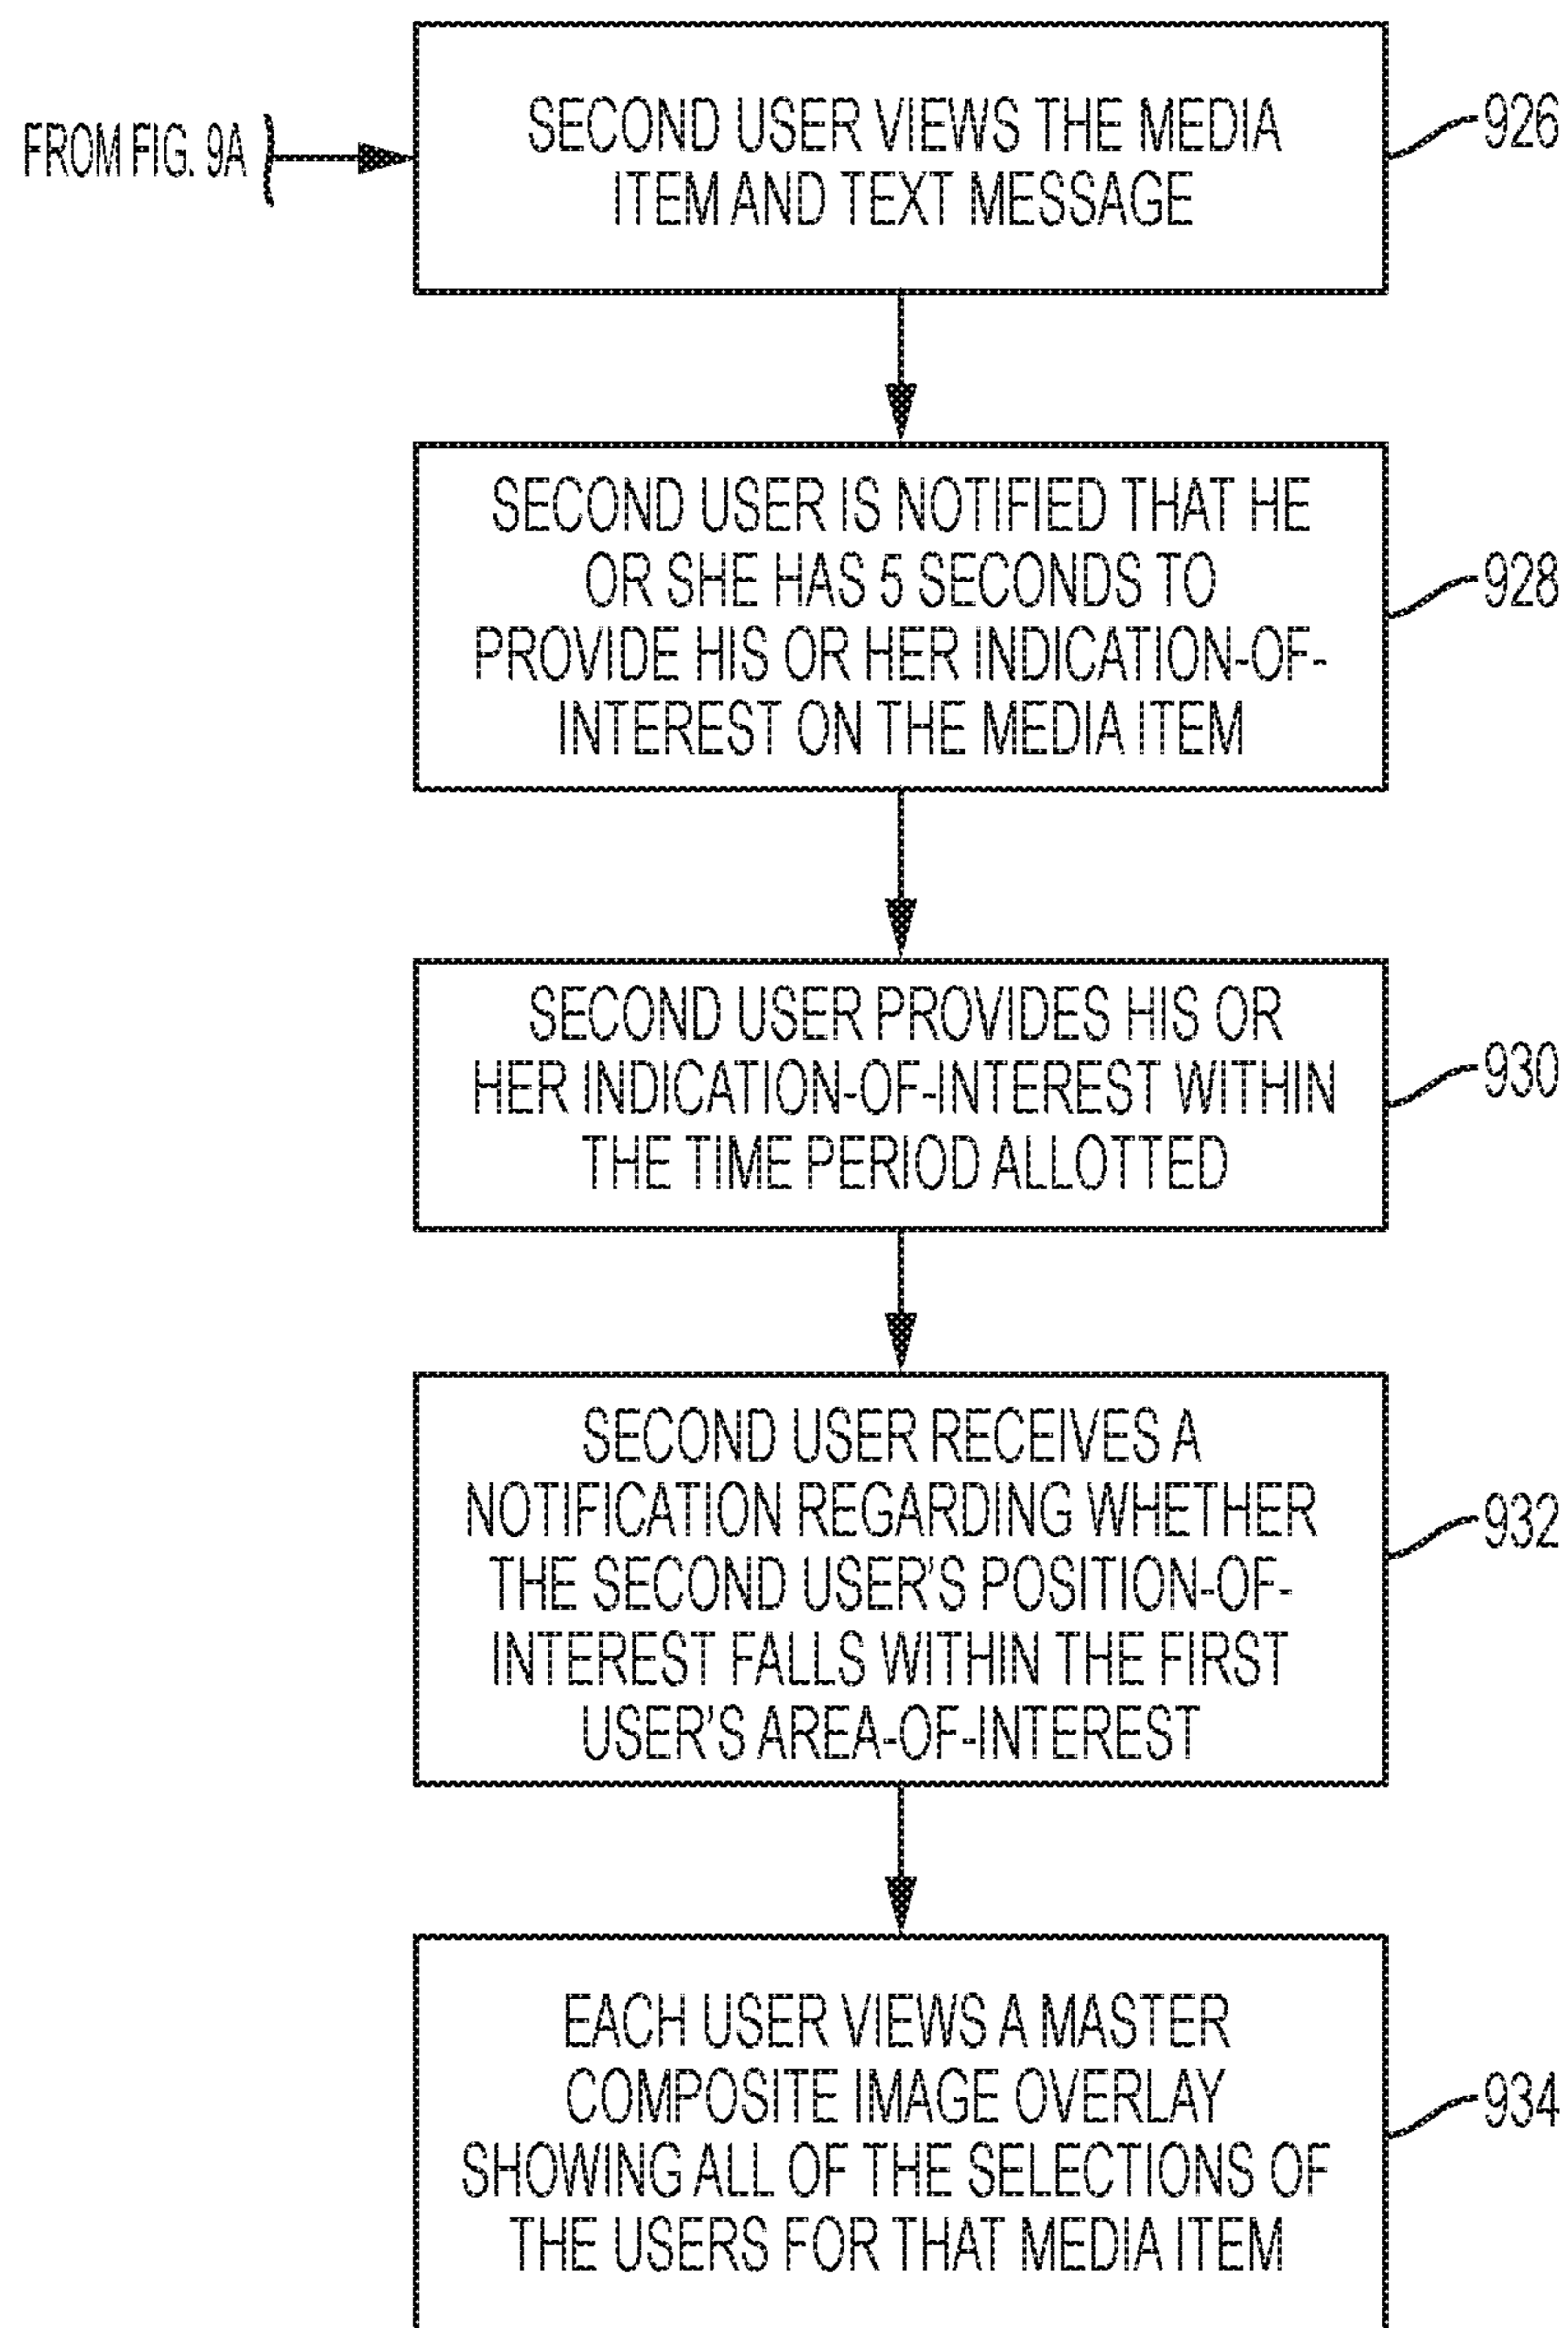 FROM FIG. 9A
SECOND USER VIEWS THE MEDIA
ITEM AND TEXT MESSAGE
926
SECOND USER IS NOTIFIED THAT HE
OR SHE HAS 5 SECONDS TO
PROVIDE HIS OR HER INDICATION-OF-
INTEREST ON THE MEDIA ITEM
928
SECOND USER PROVIDES HIS OR
HER INDICATION-OF-INTEREST WITHIN
THE TIME PERIOD ALLOTTED
930
SECOND USER RECEIVES A
NOTIFICATION REGARDING WHETHER
THE SECOND USER'S POSITION-OF-
INTEREST FALLS WITHIN THE FIRST
USER'S AREA-OF-INTEREST
932
EACH USER VIEWS A MASTER
COMPOSITE IMAGE OVERLAY
SHOWING ALL OF THE SELECTIONS OF
THE USERS FOR THAT MEDIA ITEM
934